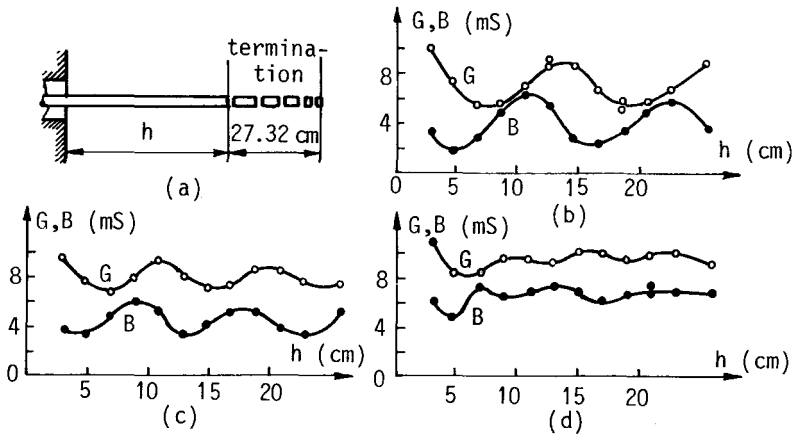 termina-
tion
h
27.32 cm
(a)
G,B (mS)
8
4
0
G
B
5
10
15
20
h (cm)
(b)
G,B (mS)
8
4
0
G
B
5
10
15
20
h (cm)
(c)
G,B (mS)
8
4
0
G
B
5
10
15
20
h (cm)
(d)